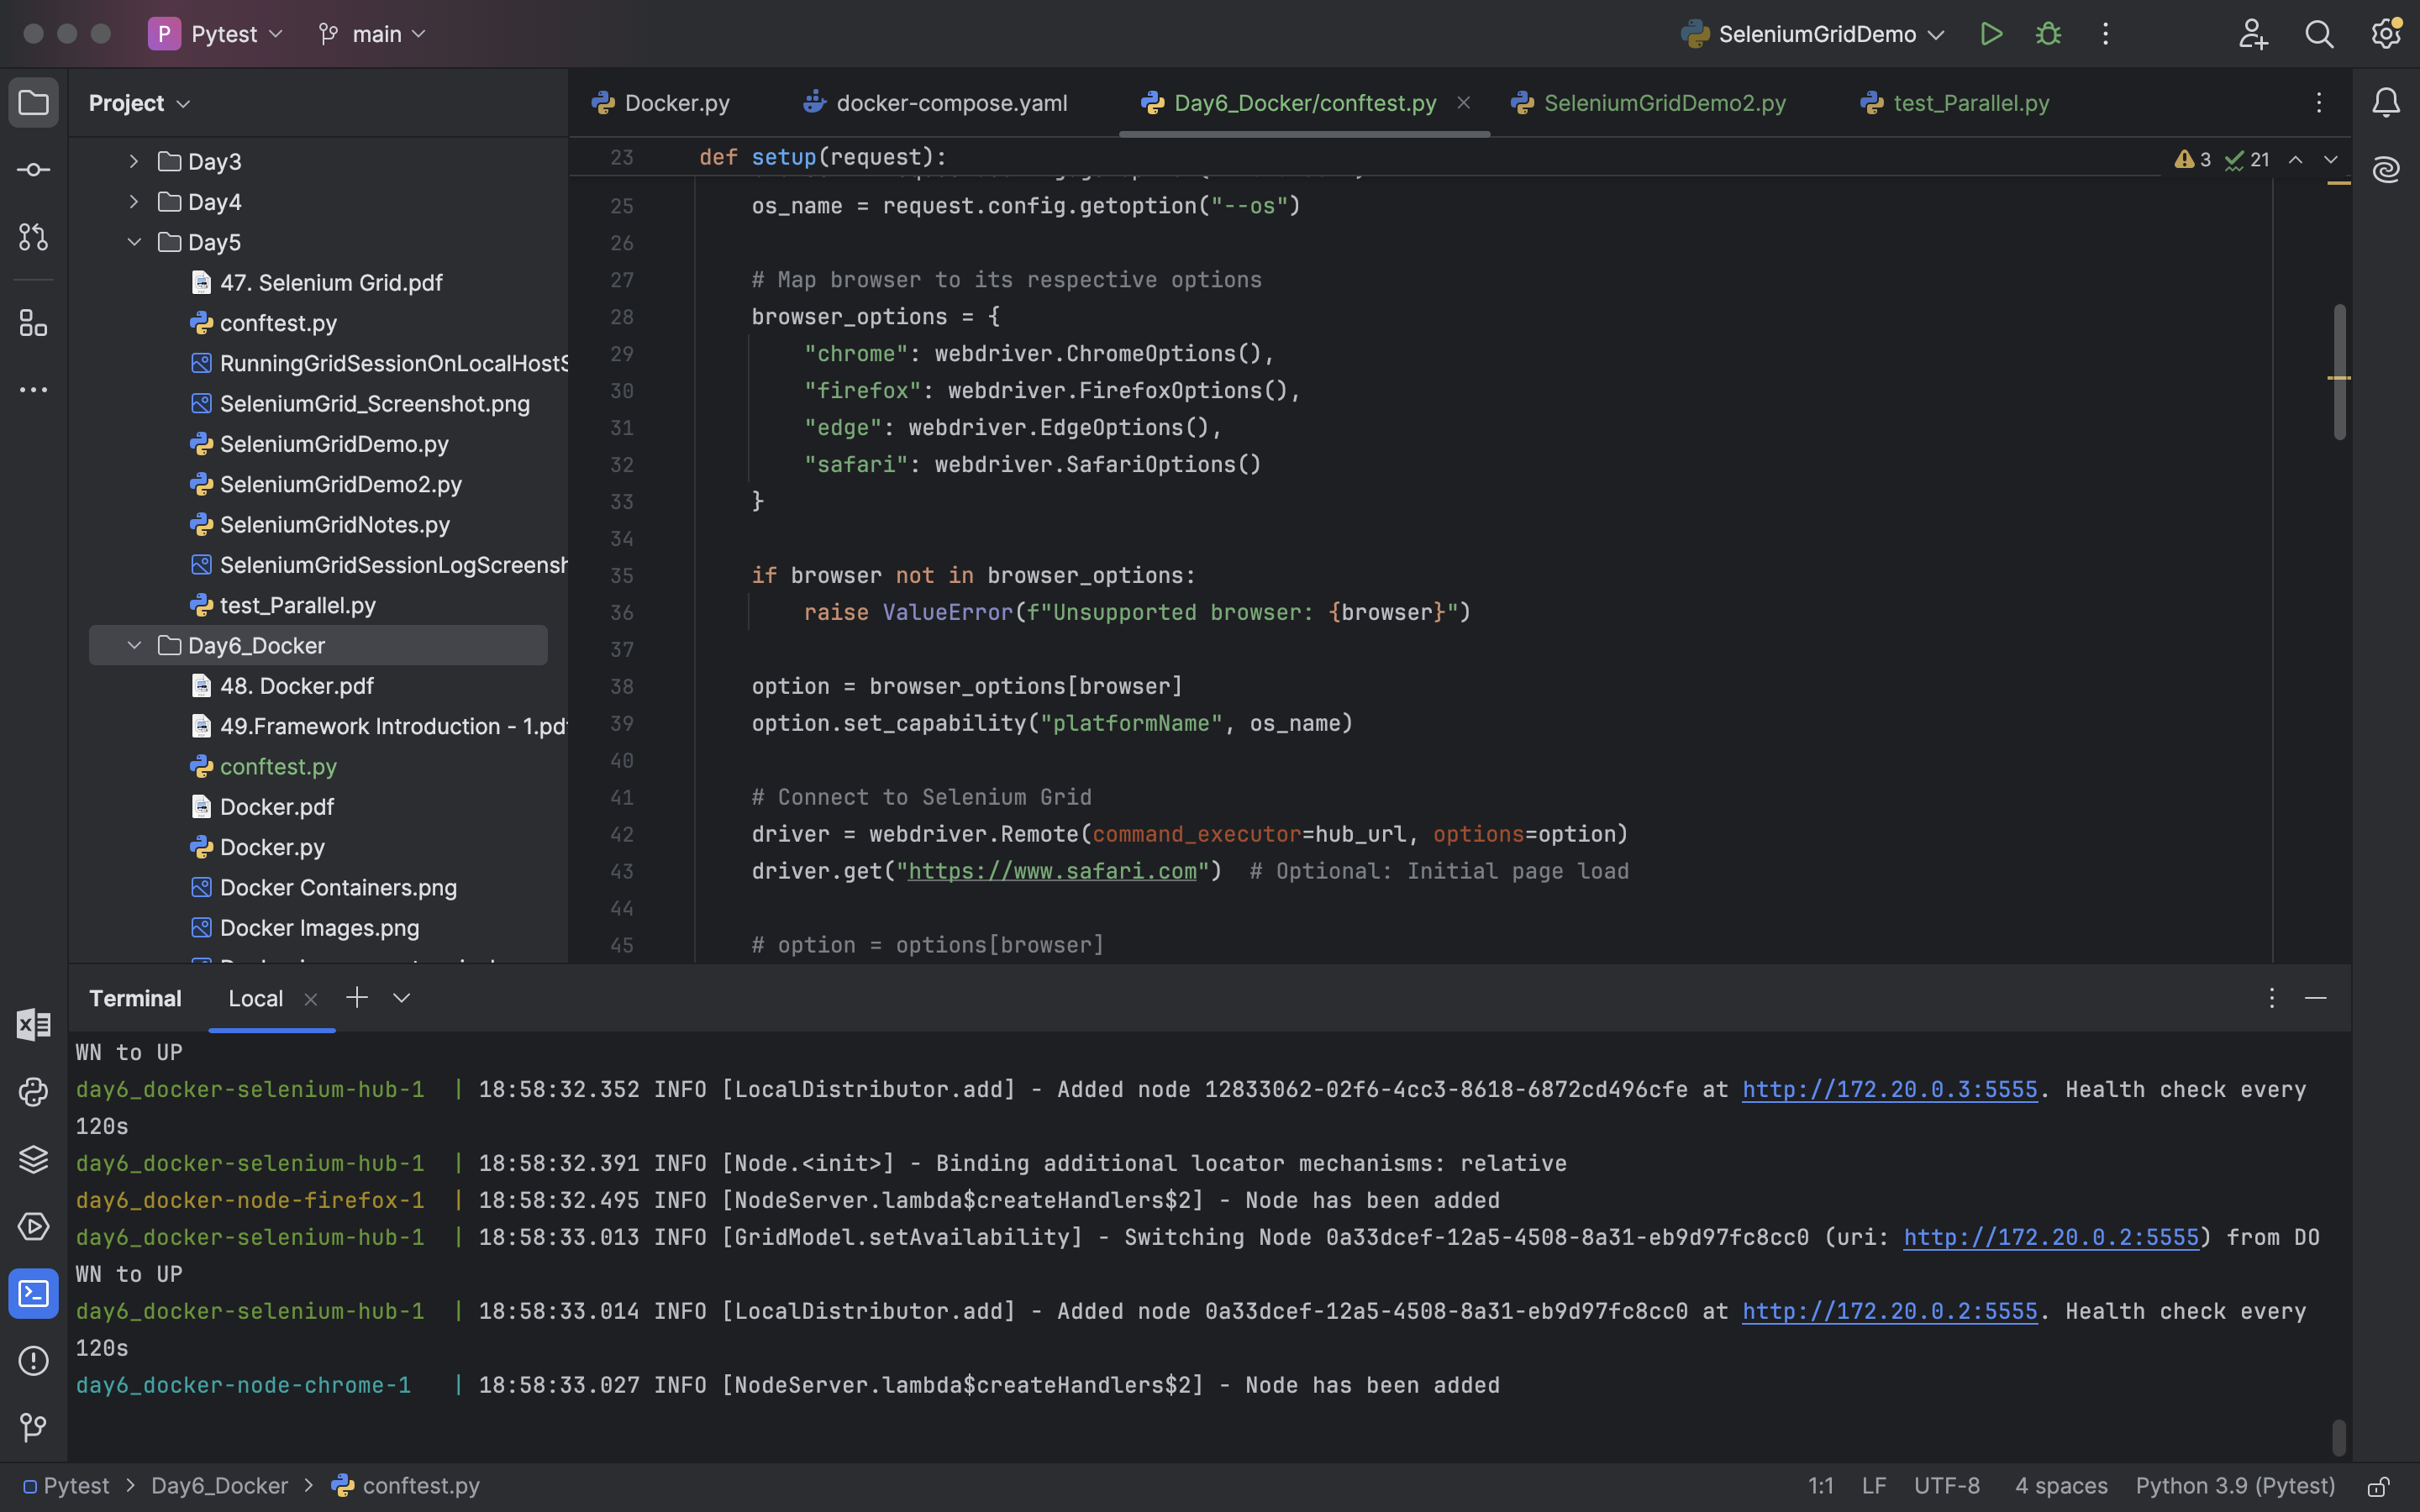 P Pytest main SeleniumGridDemo
Project
Docker.py docker-compose.yaml Day6_Docker/conftest.py SeleniumGridDemo2.py test_Parallel.py
Day3
Day4
Day5
47. Selenium Grid.pdf
conftest.py
RunningGridSessionOnLocalHostS
SeleniumGrid_Screenshot.png
SeleniumGridDemo.py
SeleniumGridDemo2.py
SeleniumGridNotes.py
SeleniumGridSessionLogScreensh
test_Parallel.py
Day6_Docker
48. Docker.pdf
49.Framework Introduction - 1.pdf
conftest.py
Docker.pdf
Docker.py
Docker Containers.png
Docker Images.png
23 def setup(request):
3 21
25 os_name = request.config.getoption("--os")
26
27 # Map browser to its respective options
28 browser_options = {
29 "chrome": webdriver.ChromeOptions(),
30 "firefox": webdriver.FirefoxOptions(),
31 "edge": webdriver.EdgeOptions(),
32 "safari": webdriver.SafariOptions()
33 }
34
35 if browser not in browser_options:
36 raise ValueError(f"Unsupported browser: {browser}")
37
38 option = browser_options[browser]
39 option.set_capability("platformName", os_name)
40
41 # Connect to Selenium Grid
42 driver = webdriver.Remote(command_executor=hub_url, options=option)
43 driver.get("https://www.safari.com") # Optional: Initial page load
44
45 # option = options[browser]
Terminal Local
WN to UP
day6_docker-selenium-hub-1 | 18:58:32.352 INFO [LocalDistributor.add] - Added node 12833062-02f6-4cc3-8618-6872cd496cfe at http://172.20.0.3:5555. Health check every
120s
day6_docker-selenium-hub-1 | 18:58:32.391 INFO [Node.<init>] - Binding additional locator mechanisms: relative
day6_docker-node-firefox-1 | 18:58:32.495 INFO [NodeServer.lambda$createHandlers$2] - Node has been added
day6_docker-selenium-hub-1 | 18:58:33.013 INFO [GridModel.setAvailability] - Switching Node 0a33dcef-12a5-4508-8a31-eb9d97fc8cc0 (uri: http://172.20.0.2:5555) from DO
WN to UP
day6_docker-selenium-hub-1 | 18:58:33.014 INFO [LocalDistributor.add] - Added node 0a33dcef-12a5-4508-8a31-eb9d97fc8cc0 at http://172.20.0.2:5555. Health check every
120s
day6_docker-node-chrome-1 | 18:58:33.027 INFO [NodeServer.lambda$createHandlers$2] - Node has been added
Pytest > Day6_Docker > conftest.py
1:1 LF UTF-8 4 spaces Python 3.9 (Pytest)